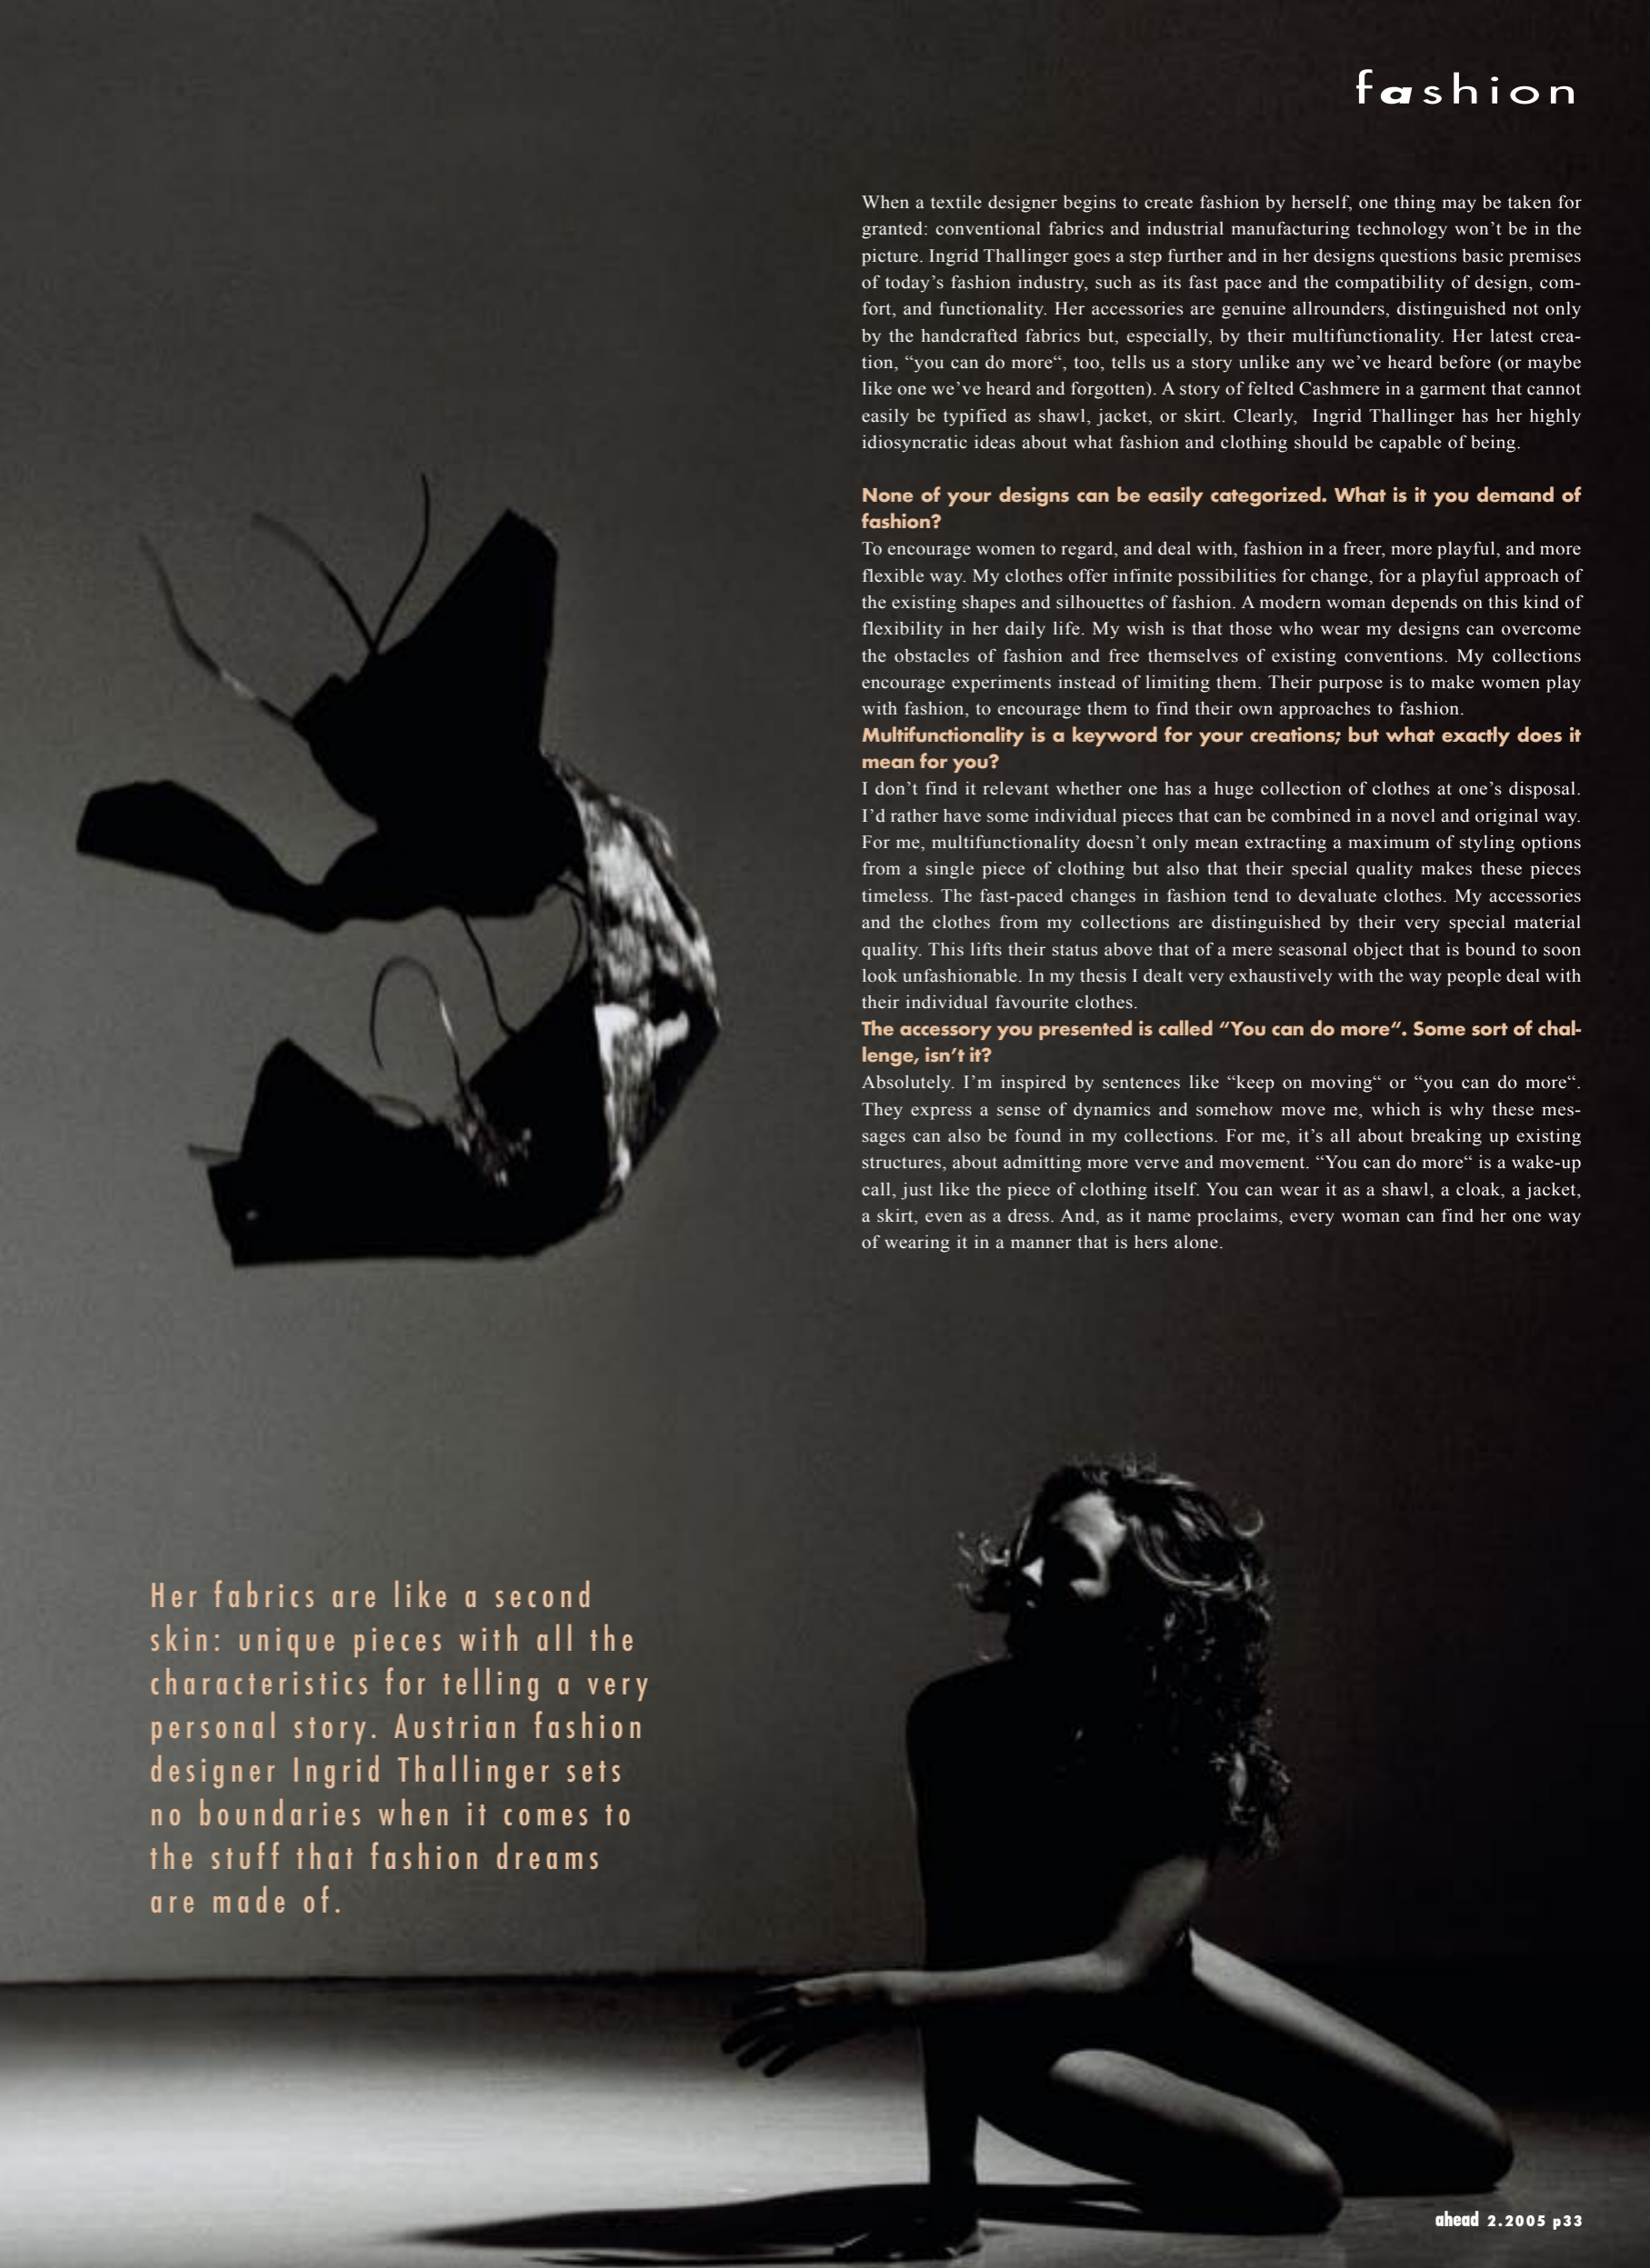 fashion
When a textile designer begins to create fashion by herself, one thing may be taken for
granted: conventional fabrics and industrial manufacturing technology won’t be in the
picture. Ingrid Thallinger goes a step further and in her designs questions basic premises
of today’s fashion industry, such as its fast pace and the compatibility of design, com-
fort, and functionality. Her accessories are genuine allrounders, distinguished not only
by the handcrafted fabrics but, especially, by their multifunctionality. Her latest crea-
tion, “you can do more“, too, tells us a story unlike any we’ve heard before (or maybe
like one we’ve heard and forgotten). A story of felted Cashmere in a garment that cannot
easily be typified as shawl, jacket, or skirt. Clearly,  Ingrid Thallinger has her highly
idiosyncratic ideas about what fashion and clothing should be capable of being.
None of your designs can be easily categorized. What is it you demand of
fashion?
To encourage women to regard, and deal with, fashion in a freer, more playful, and more
flexible way. My clothes offer infinite possibilities for change, for a playful approach of
the existing shapes and silhouettes of fashion. A modern woman depends on this kind of
flexibility in her daily life. My wish is that those who wear my designs can overcome
the obstacles of fashion and free themselves of existing conventions. My collections
encourage experiments instead of limiting them. Their purpose is to make women play
with fashion, to encourage them to find their own approaches to fashion.
Multifunctionality is a keyword for your creations; but what exactly does it
mean for you?
I don’t find it relevant whether one has a huge collection of clothes at one’s disposal.
I’d rather have some individual pieces that can be combined in a novel and original way.
For me, multifunctionality doesn’t only mean extracting a maximum of styling options
from a single piece of clothing but also that their special quality makes these pieces
timeless. The fast-paced changes in fashion tend to devaluate clothes. My accessories
and the clothes from my collections are distinguished by their very special material
quality. This lifts their status above that of a mere seasonal object that is bound to soon
look unfashionable. In my thesis I dealt very exhaustively with the way people deal with
their individual favourite clothes.
The accessory you presented is called “You can do more“. Some sort of chal-
lenge, isn’t it?
Absolutely. I’m inspired by sentences like “keep on moving“ or “you can do more“.
They express a sense of dynamics and somehow move me, which is why these mes-
sages can also be found in my collections. For me, it’s all about breaking up existing
structures, about admitting more verve and movement. “You can do more“ is a wake-up
call, just like the piece of clothing itself. You can wear it as a shawl, a cloak, a jacket,
a skirt, even as a dress. And, as it name proclaims, every woman can find her one way
of wearing it in a manner that is hers alone.
Her fabrics are like a second
skin: unique pieces with all the
characteristics for telling a very
personal story. Austrian fashion
designer Ingrid Thallinger sets
no boundaries when it comes to
the stuff that fashion dreams
are made of.
ahead 2.2005 p33